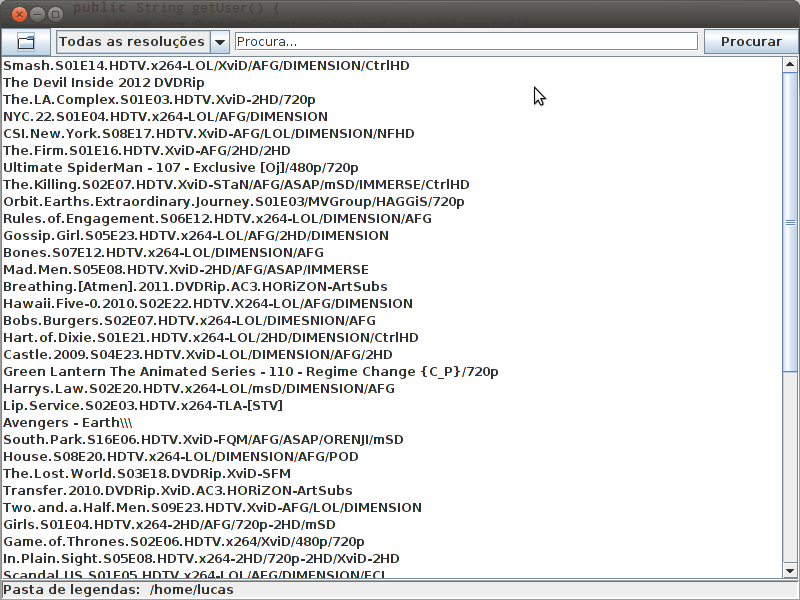 public String getUser() {
Todas as resoluções
Procura...
Procurar
Smash.S01E14.HDTV.x264-LOL/XviD/AFG/DIMENSION/CtrlHD
The Devil Inside 2012 DVDRip
The.LA.Complex.S01E03.HDTV.XviD-2HD/720p
NYC.22.S01E04.HDTV.x264-LOL/AFG/DIMENSION
CSI.New.York.S08E17.HDTV.XviD-AFG/LOL/DIMENSION/NFHD
The.Firm.S01E16.HDTV.XviD-AFG/2HD/2HD
Ultimate SpiderMan - 107 - Exclusive [Oj]/480p/720p
The.Killing.S02E07.HDTV.XviD-STaN/AFG/ASAP/mSD/IMMERSE/CtrlHD
Orbit.Earths.Extraordinary.Journey.S01E03/MVGroup/HAGGiS/720p
Rules.of.Engagement.S06E12.HDTV.x264-LOL/DIMENSION/AFG
Gossip.Girl.S05E23.HDTV.x264-LOL/AFG/2HD/DIMENSION
Bones.S07E12.HDTV.x264-LOL/DIMENSION/AFG
Mad.Men.S05E08.HDTV.XviD-2HD/AFG/ASAP/IMMERSE
Breathing.[Atmen].2011.DVDRip.AC3.HORiZON-ArtSubs
Hawaii.Five-0.2010.S02E22.HDTV.X264-LOL/AFG/DIMENSION
Bobs.Burgers.S02E07.HDTV.x264-LOL/DIMESNION/AFG
Hart.of.Dixie.S01E21.HDTV.x264-LOL/2HD/DIMENSION/CtrlHD
Castle.2009.S04E23.HDTV.XviD-LOL/DIMENSION/AFG/2HD
Green Lantern The Animated Series - 110 - Regime Change {C_P}/720p
Harrys.Law.S02E20.HDTV.x264-LOL/msD/DIMENSION/AFG
Lip.Service.S02E03.HDTV.x264-TLA-[STV]
Avengers - Earth\\\
South.Park.S16E06.HDTV.XviD-FQM/AFG/ASAP/ORENJI/mSD
House.S08E20.HDTV.x264-LOL/DIMENSION/AFG/POD
The.Lost.World.S03E18.DVDRip.XviD-SFM
Transfer.2010.DVDRip.XviD.AC3.HORiZON-ArtSubs
Two.and.a.Half.Men.S09E23.HDTV.XviD-AFG/LOL/DIMENSION
Girls.S01E04.HDTV.x264-2HD/AFG/720p-2HD/mSD
Game.of.Thrones.S02E06.HDTV.x264/XviD/480p/720p
In.Plain.Sight.S05E08.HDTV.x264-2HD/720p-2HD/XviD-2HD
Scandal.US.S01E05.HDTV.x264-LOL/AFG/DIMENSION/ECI
Pasta de legendas: /home/lucas